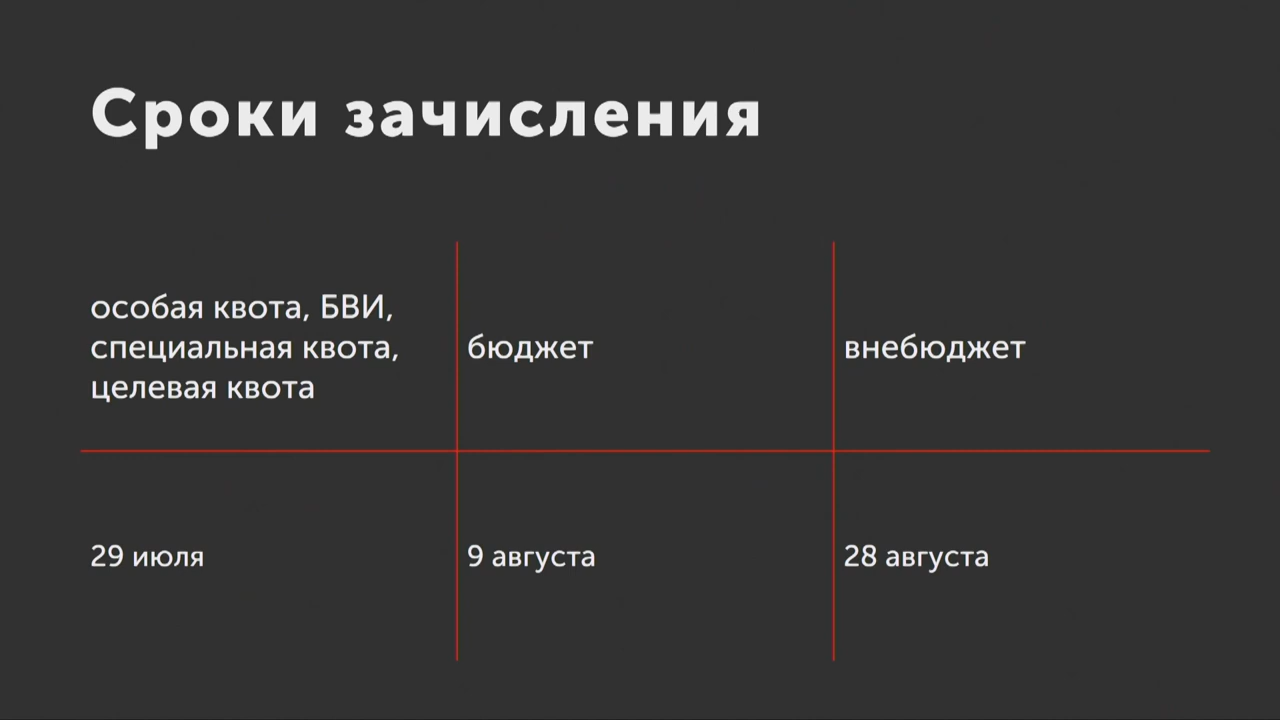 Сроки зачисления
особая квота, БВИ,
специальная квота,
целевая квота
бюджет
внебюджет
29 июля
9 августа
28 августа